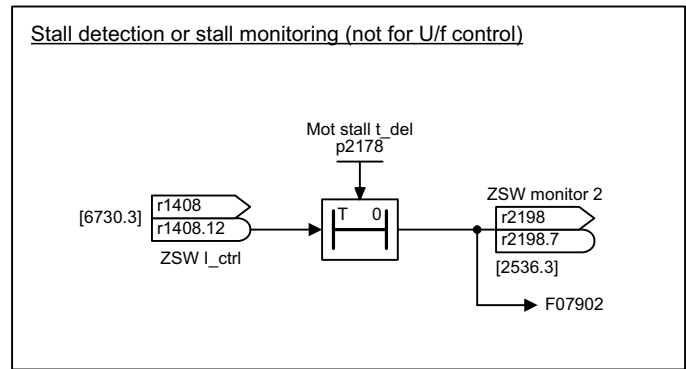 Stall detection or stall monitoring (not for U/f control)
Mot stall t_del
p2178
[6730.3]
r1408
r1408.12
ZSW I_ctrl
T 0
ZSW monitor 2
r2198
r2198.7
[2536.3]
F07902